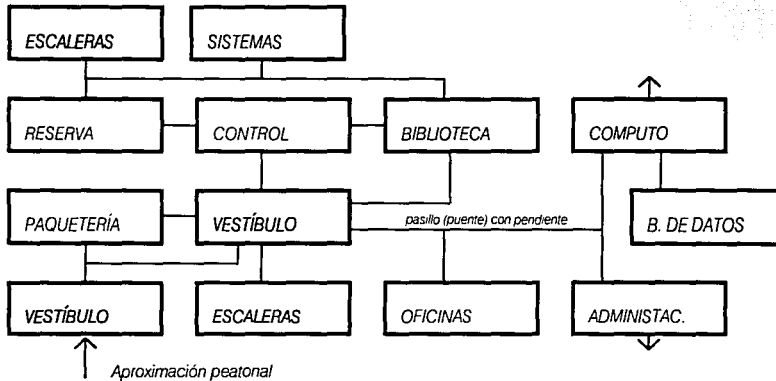 ESCALERAS
SISTEMAS
RESERVA
CONTROL
BIBLIOTECA
COMPUTO
PAQUETERÍA
VESTÍBULO
pasillo (puente) con pendiente
B. DE DATOS
VESTÍBULO
ESCALERAS
OFICINAS
ADMINISTAC.
Aproximación peatonal